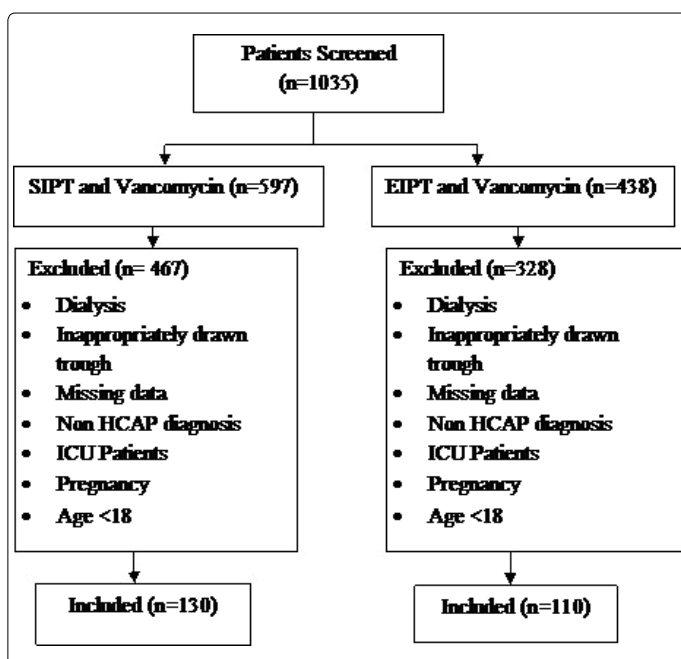 Patients Screened
(n=1035)
SIPT and Vancomycin (n=597)
EIPT and Vancomycin (n=438)
Excluded (n= 467)
• Dialysis
• Inappropriately drawn
trough
• Missing data
• Non HCAP diagnosis
• ICU Patients
• Pregnancy
• Age <18
Excluded (n=328)
• Dialysis
• Inappropriately drawn
trough
• Missing data
• Non HCAP diagnosis
• ICU Patients
• Pregnancy
• Age <18
Included (n=130)
Included (n=110)